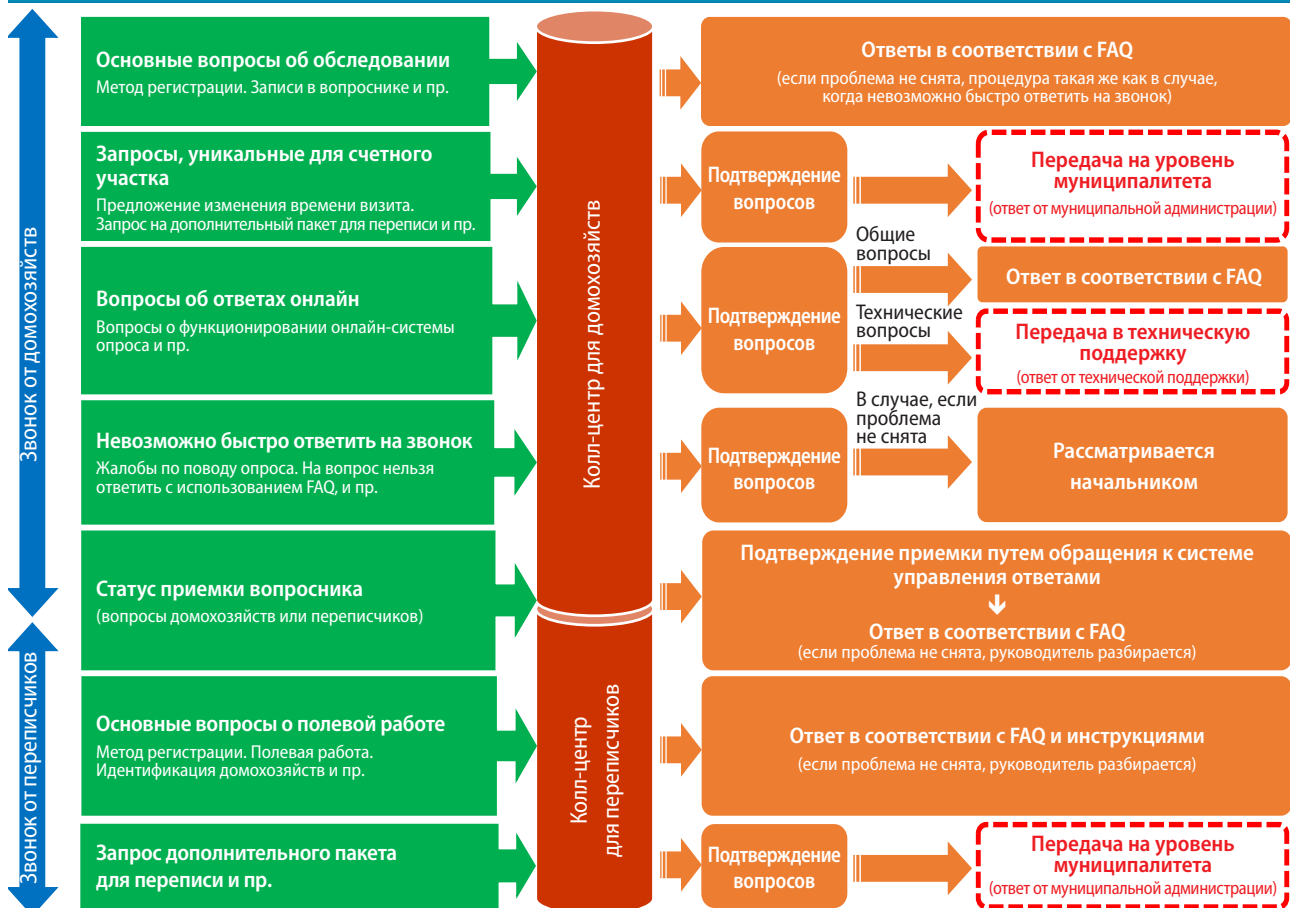 Звонок от домохозяйств
Звонок от переписчиков
Основные вопросы об обследовании
Метод регистрации. Записи в вопроснике и пр.
Запросы, уникальные для счетного
участка
Предложение изменения времени визита.
Запрос на дополнительный пакет для переписи и пр.
Вопросы об ответах онлайн
Вопросы о функционировании онлайн-системы
опроса и пр.
Невозможно быстро ответить на звонок
Жалобы по поводу опроса. На вопрос нельзя
ответить с использованием FAQ, и пр.
Статус приемки вопросника
(вопросы домохозяйств или переписчиков)
Основные вопросы о полевой работе
Метод регистрации. Полевая работа.
Идентификация домохозяйств и пр.
Запрос дополнительного пакета
для переписи и пр.
Колл-центр для домохозяйств
Колл-центр
для переписчиков
Ответы в соответствии с FAQ
(если проблема не снята, процедура такая же как в случае,
когда невозможно быстро ответить на звонок)
Подтверждение
вопросов
Передача на уровень
муниципалитета
(ответ от муниципальной администрации)
Подтверждение
вопросов
Общие
вопросы
Ответ в соответствии с FAQ
Технические
вопросы
Передача в техническую
поддержку
(ответ от технической поддержки)
Подтверждение
вопросов
В случае, если
проблема
не снята
Рассматривается
начальником
Подтверждение приемки путем обращения к системе
управления ответами
Ответ в соответствии с FAQ
(если проблема не снята, руководитель разбирается)
Ответ в соответствии с FAQ и инструкциями
(если проблема не снята, руководитель разбирается)
Подтверждение
вопросов
Передача на уровень
муниципалитета
(ответ от муниципальной администрации)